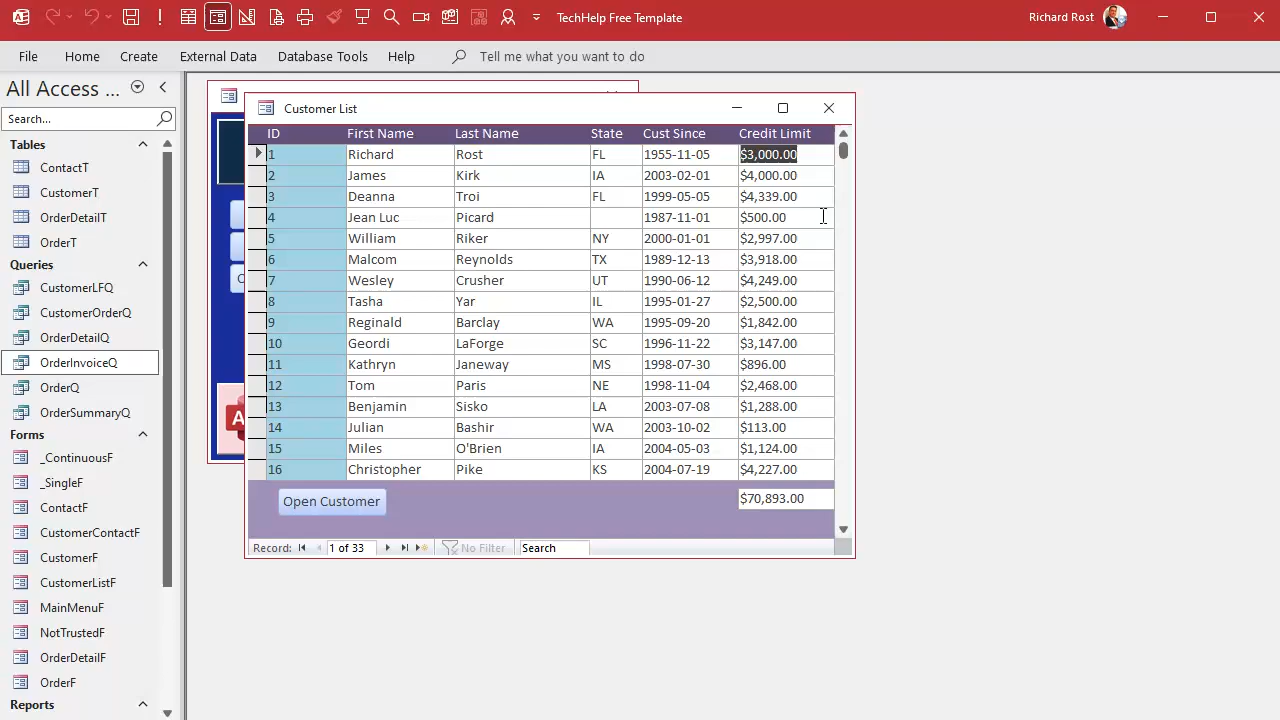 TechHelp Free Template
Richard Rost
File Home Create External Data Database Tools Help Tell me what you want to do
All Access ...
Search...
Tables
ContactT
CustomerT
OrderDetailT
OrderT
Queries
CustomerLFQ
CustomerOrderQ
OrderDetailQ
OrderInvoiceQ
OrderQ
OrderSummaryQ
Forms
_ContinuousF
_SingleF
ContactF
CustomerContactF
CustomerF
CustomerListF
MainMenuF
NotTrustedF
OrderDetailF
OrderF
Reports
Customer List
ID First Name Last Name State Cust Since Credit Limit
1 Richard Rost FL 1955-11-05 $3,000.00
2 James Kirk IA 2003-02-01 $4,000.00
3 Deanna Troi FL 1999-05-05 $4,339.00
4 Jean Luc Picard 1987-11-01 $500.00
5 William Riker NY 2000-01-01 $2,997.00
6 Malcom Reynolds TX 1989-12-13 $3,918.00
7 Wesley Crusher UT 1990-06-12 $4,249.00
8 Tasha Yar IL 1995-01-27 $2,500.00
9 Reginald Barclay WA 1995-09-20 $1,842.00
10 Geordi LaForge SC 1996-11-22 $3,147.00
11 Kathryn Janeway MS 1998-07-30 $896.00
12 Tom Paris NE 1998-11-04 $2,468.00
13 Benjamin Sisko LA 2003-07-08 $1,288.00
14 Julian Bashir WA 2003-10-02 $113.00
15 Miles O'Brien IA 2004-05-03 $1,124.00
16 Christopher Pike KS 2004-07-19 $4,227.00
Open Customer $70,893.00
Record: 1 of 33 No Filter Search